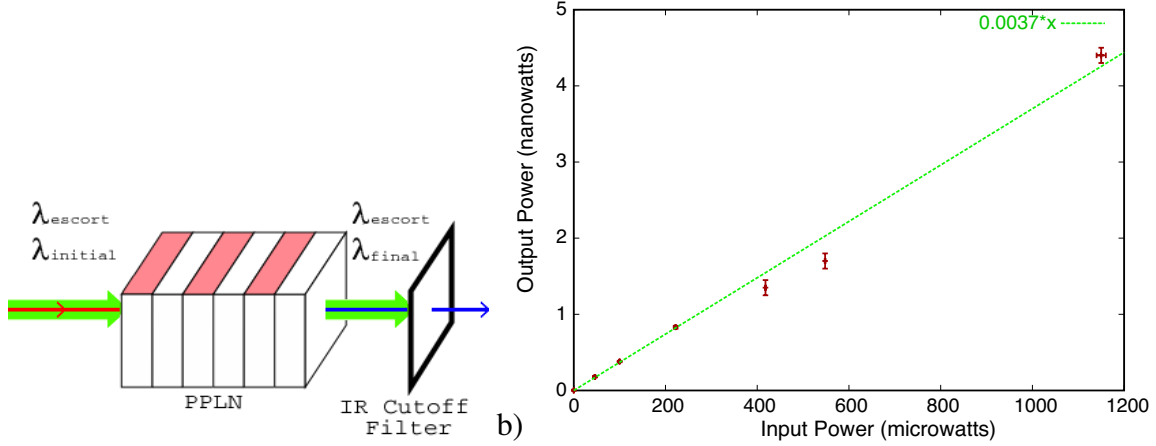 λescort λescort
λinitial λfinal
PPLN
IR Cutoff
Filter
b)
0.0037*x
Output Power (nanowatts)
5
4
3
2
1
0
0 200 400 600 800 1000 1200
Input Power (microwatts)